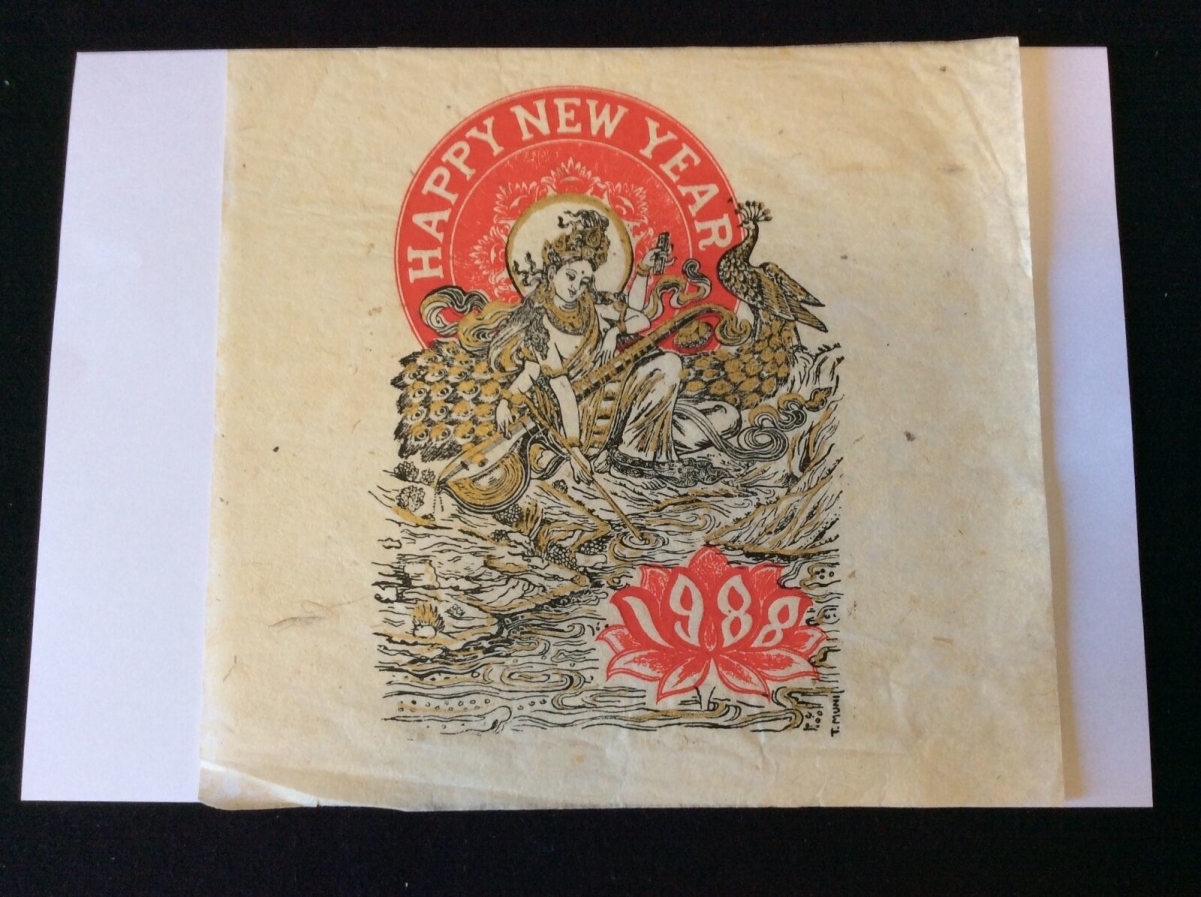 HAPPY NEW YEAR
1988
T. MUNI